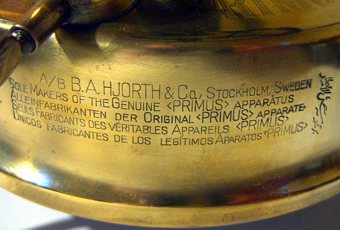 A/B B.A. HJORTH & Co, STOCKHOLM, SWEDEN
SOLE MAKERS OF THE GENUINE <PRIMUS> APPARATUS
ALLEINFABRIKANTEN DER ORIGINAL <PRIMUS> APPARATE
SEULS FABRICANTS DES VÉRITABLES APPAREILS <PRIMUS>
UNICOS FABRICANTES DE LOS LEGÍTIMOS APARATOS <PRIMUS>